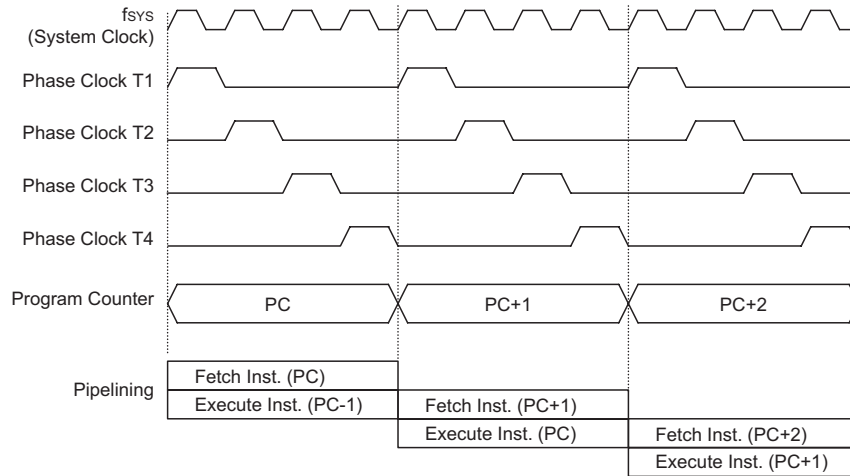 fSYS
(System Clock)
Phase Clock T1
Phase Clock T2
Phase Clock T3
Phase Clock T4
Program Counter
PC
PC+1
PC+2
Pipelining
Fetch Inst. (PC)
Execute Inst. (PC-1)
Fetch Inst. (PC+1)
Execute Inst. (PC)
Fetch Inst. (PC+2)
Execute Inst. (PC+1)